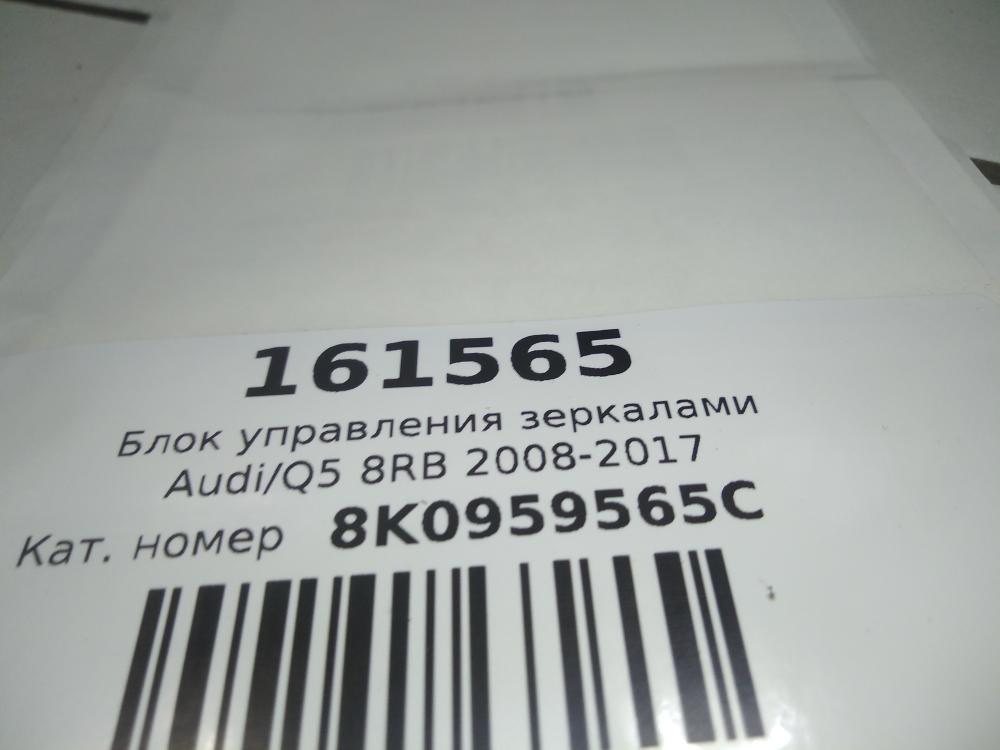 161565
Блок управления зеркалами
Audi/Q5 8RB 2008-2017
Кат. номер 8K0959565C